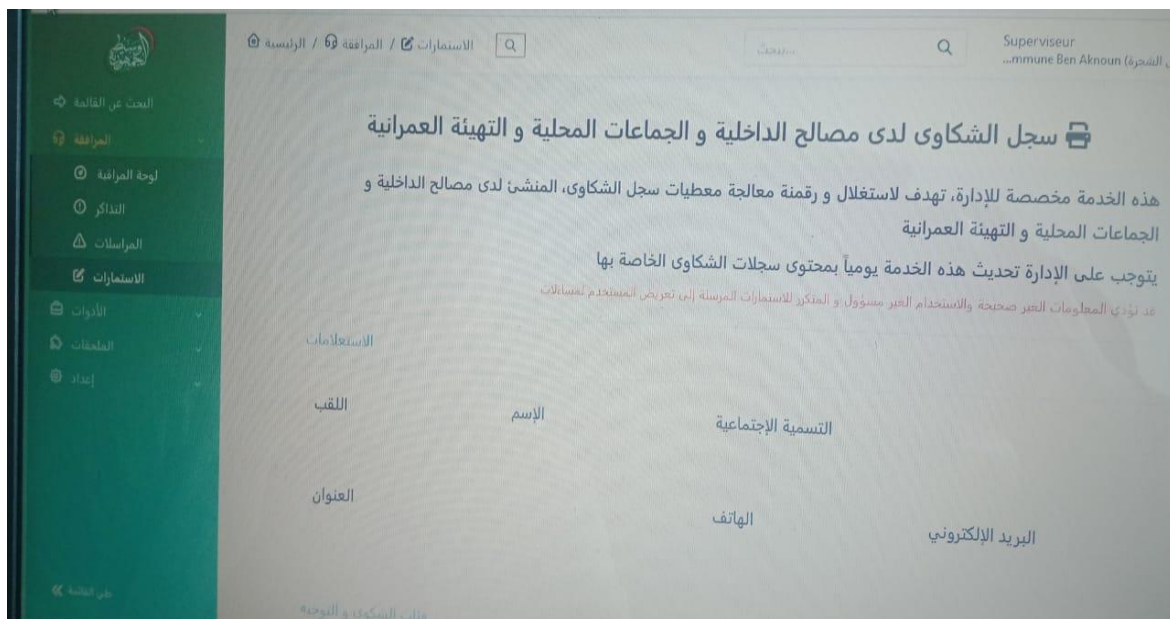 الرئيسية / المرافقة / الاستمارات
Superviseur
...mmune Ben Aknoun (
البحث عن القائمة
المرافقة
لوحة المراقبة
التذاكر
المراسلات
الاستمارات
الأدوات
الملحقات
إعداد
طي القائمة
سجل الشكاوى لدى مصالح الداخلية و الجماعات المحلية و التهيئة العمرانية
هذه الخدمة مخصصة للإدارة، تهدف لاستغلال و رقمنة معالجة معطيات سجل الشكاوى، المنشئ لدى مصالح الداخلية و
الجماعات المحلية و التهيئة العمرانية
يتوجب على الإدارة تحديث هذه الخدمة يومياً بمحتوى سجلات الشكاوى الخاصة بها
قد تؤدي المعلومات الغير صحيحة والاستخدام الغير مسؤول و المتكرر للاستمارات المرسلة إلى تعريض المستخدم لمساءلات
الاستعلامات
التسمية الإجتماعية
الإسم
اللقب
البريد الإلكتروني
الهاتف
العنوان